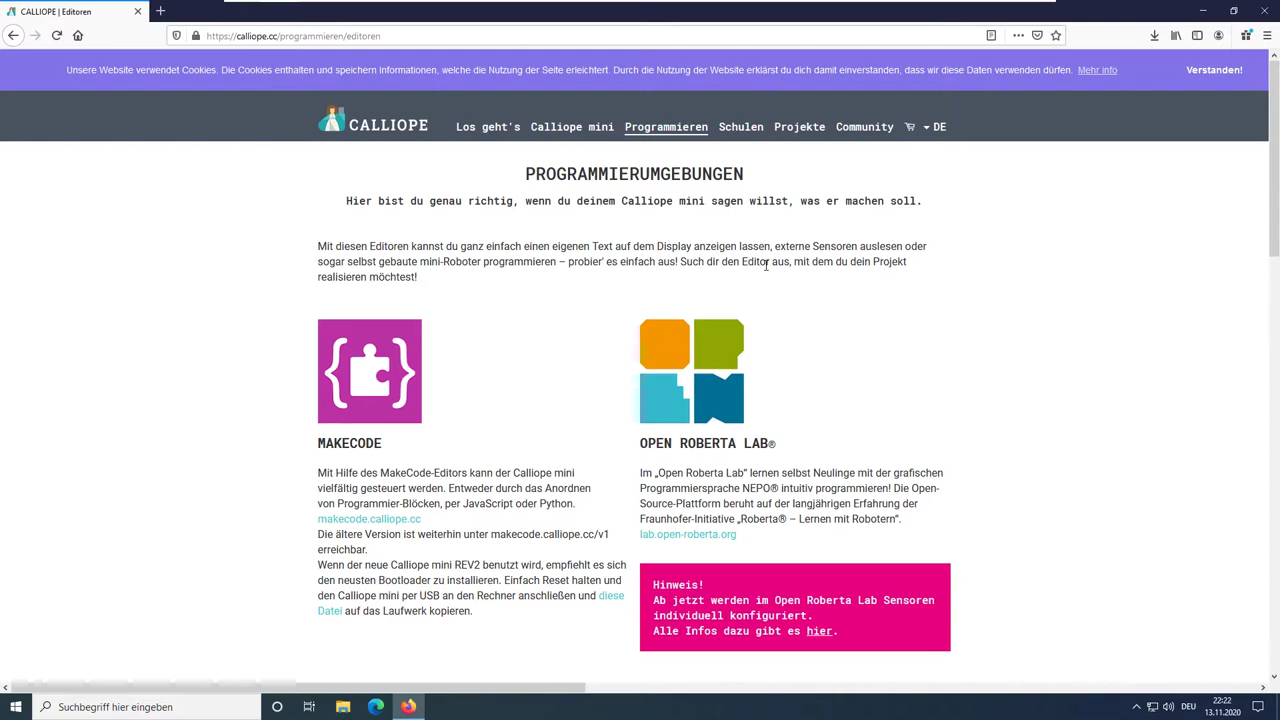 CALLIOPE | Editoren
https://calliope.cc/programmieren/editoren
Unsere Website verwendet Cookies. Die Cookies enthalten und speichern Informationen, welche die Nutzung der Seite erleichtert. Durch die Nutzung der Website erklärst du dich damit einverstanden, dass wir diese Daten verwenden dürfen. Mehr info
Verstanden!
CALLIOPE
Los geht's Calliope mini Programmieren Schulen Projekte Community DE
PROGRAMMIERUMGEBUNGEN
Hier bist du genau richtig, wenn du deinem Calliope mini sagen willst, was er machen soll.
Mit diesen Editoren kannst du ganz einfach einen eigenen Text auf dem Display anzeigen lassen, externe Sensoren auslesen oder
sogar selbst gebaute mini-Roboter programmieren – probier' es einfach aus! Such dir den Editor aus, mit dem du dein Projekt
realisieren möchtest!
MAKECODE
Mit Hilfe des MakeCode-Editors kann der Calliope mini
vielfältig gesteuert werden. Entweder durch das Anordnen
von Programmier-Blöcken, per JavaScript oder Python.
makecode.calliope.cc
Die ältere Version ist weiterhin unter makecode.calliope.cc/v1
erreichbar.
Wenn der neue Calliope mini REV2 benutzt wird, empfiehlt es sich
den neusten Bootloader zu installieren. Einfach Reset halten und
den Calliope mini per USB an den Rechner anschließen und diese
Datei auf das Laufwerk kopieren.
OPEN ROBERTA LAB®
Im „Open Roberta Lab“ lernen selbst Neulinge mit der grafischen
Programmiersprache NEPO® intuitiv programmieren! Die Open-
Source-Plattform beruht auf der langjährigen Erfahrung der
Fraunhofer-Initiative „Roberta® – Lernen mit Robotern“.
lab.open-roberta.org
Hinweis!
Ab jetzt werden im Open Roberta Lab Sensoren
individuell konfiguriert.
Alle Infos dazu gibt es hier.
Suchbegriff hier eingeben
DEU
22:22
13.11.2020